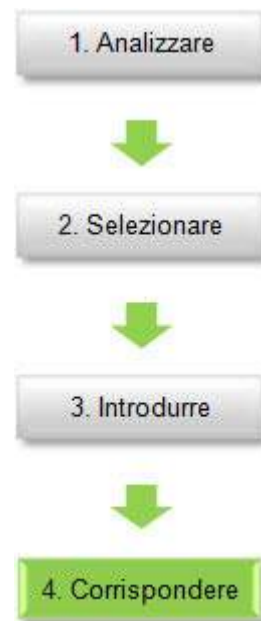 1. Analizzare
2. Selezionare
3. Introdurre
4. Corrispondere